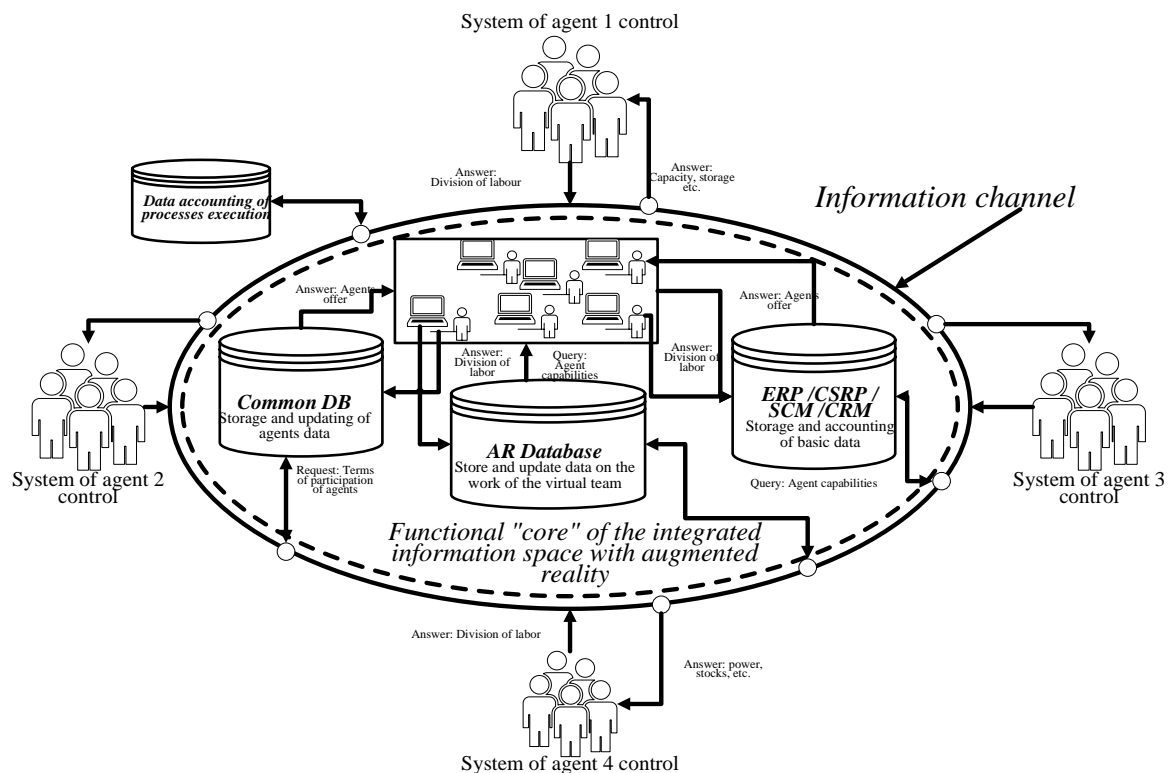 System of agent 1 control
Answer:
Division of labour
Answer:
Capacity, storage
etc.
Data accounting of
processes execution
Information channel
Answer: Agents
offer
Answer: Agents
offer
Answer:
Division of
labor
Query:
Agent
capabilities
Answer:
Division of
labor
Common DB
Storage and updating of
agents data
AR Database
Store and update data on the
work of the virtual team
ERP /CSRP /
SCM /CRM
Storage and accounting
of basic data
Request: Terms
of participation
of agents
Query: Agent capabilities
System of agent 2
control
System of agent 3
control
Functional "core" of the integrated
information space with augmented
reality
Answer: Division of labor
Answer: power,
stocks, etc.
System of agent 4 control